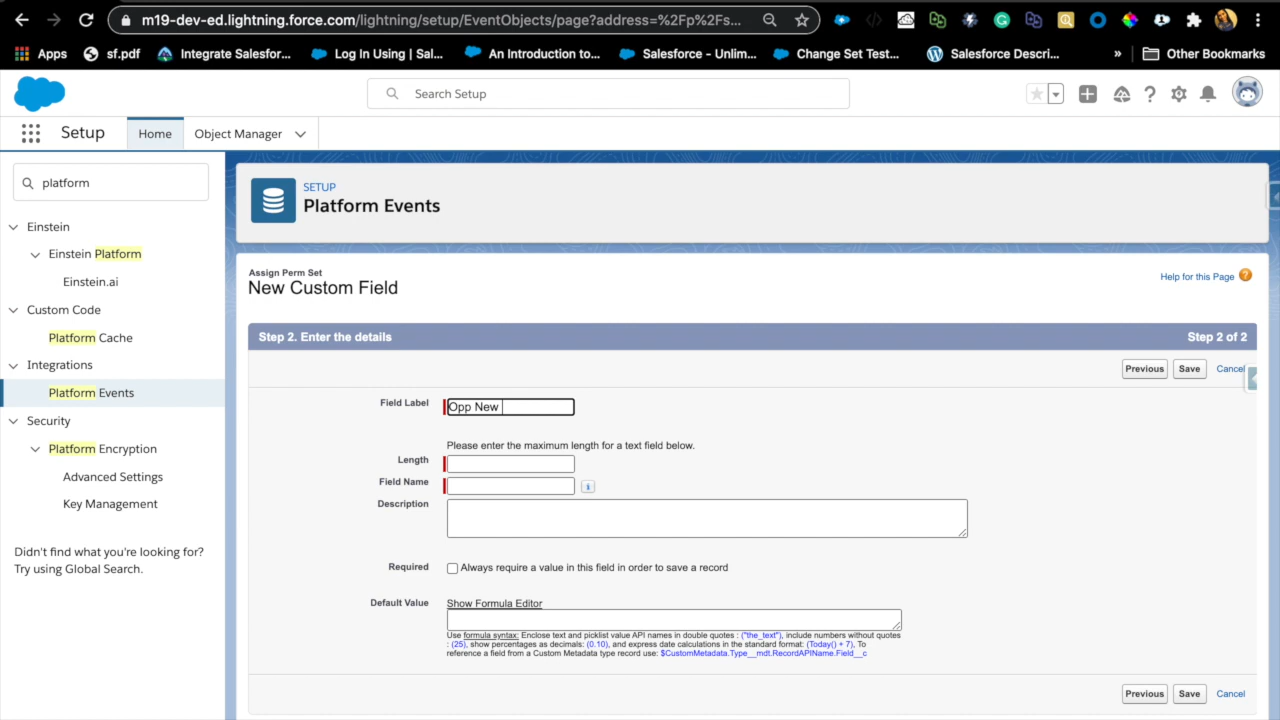 m19-dev-ed.lightning.force.com/lightning/setup/EventObjects/page?address=%2Fp%2Fs...
Apps sf.pdf Integrate Salesfor... Log In Using | Sal... An Introduction to... Salesforce – Unlim... Change Set Test... Salesforce Descri... » Other Bookmarks
Search Setup
Setup Home Object Manager
platform
Einstein
Einstein Platform
Einstein.ai
Custom Code
Platform Cache
Integrations
Platform Events
Security
Platform Encryption
Advanced Settings
Key Management
Didn't find what you're looking for?
Try using Global Search.
SETUP
Platform Events
Assign Perm Set
New Custom Field
Help for this Page ?
Step 2. Enter the details Step 2 of 2
Previous Save Cancel
Field Label Opp New
Please enter the maximum length for a text field below.
Length
Field Name i
Description
Required Always require a value in this field in order to save a record
Default Value Show Formula Editor
Use formula syntax: Enclose text and picklist value API names in double quotes : ("the_text"), include numbers without quotes
: (25), show percentages as decimals: (0.10), and express date calculations in the standard format: (Today() + 7), To
reference a field from a Custom Metadata type record use: $CustomMetadata.Type__mdt.RecordAPIName.Field__c
Previous Save Cancel